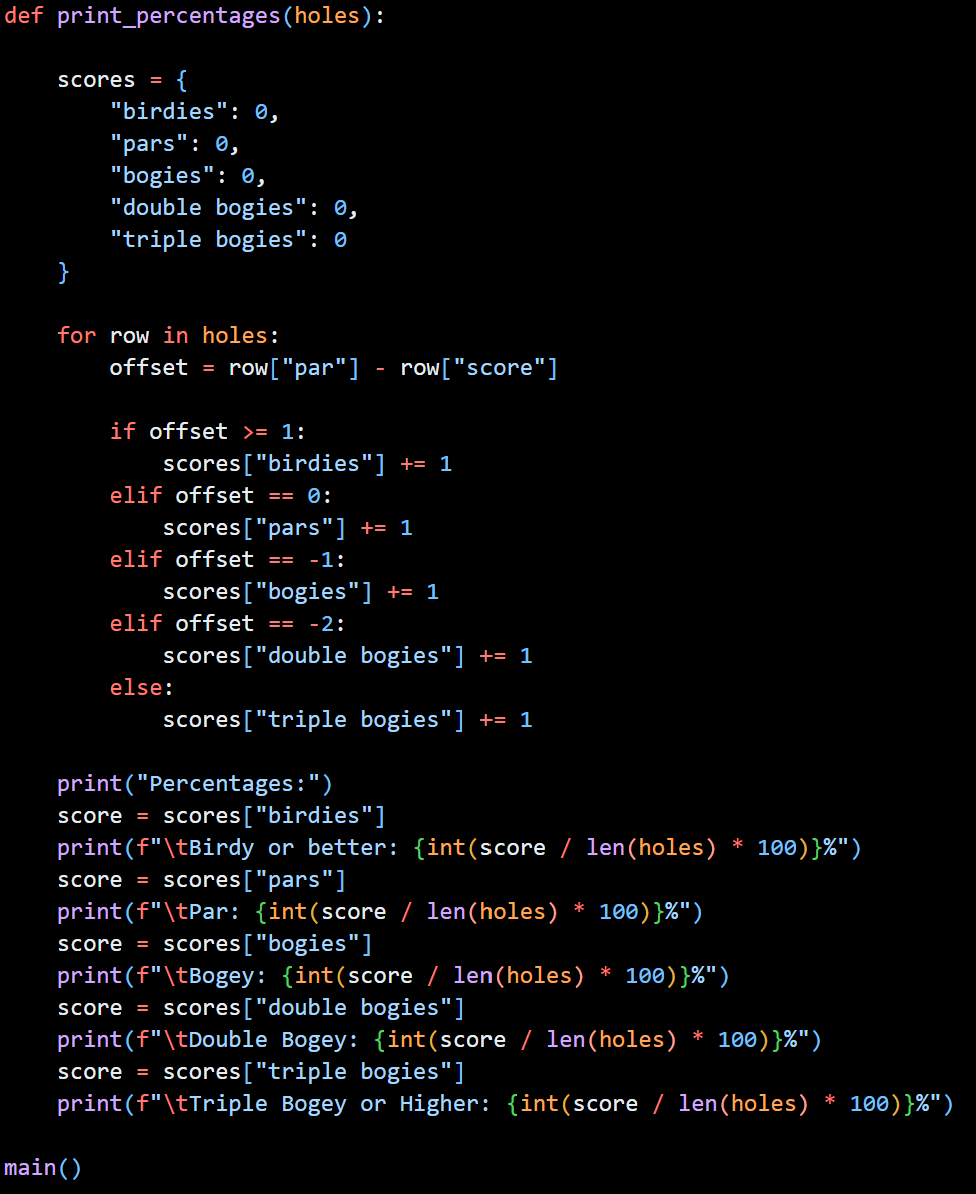 def print_percentages(holes):

    scores = {
        "birdies": 0,
        "pars": 0,
        "bogies": 0,
        "double bogies": 0,
        "triple bogies": 0
    }

    for row in holes:
        offset = row["par"] - row["score"]

        if offset >= 1:
            scores["birdies"] += 1
        elif offset == 0:
            scores["pars"] += 1
        elif offset == -1:
            scores["bogies"] += 1
        elif offset == -2:
            scores["double bogies"] += 1
        else:
            scores["triple bogies"] += 1

    print("Percentages:")
    score = scores["birdies"]
    print(f"\tBirdy or better: {int(score / len(holes) * 100)}%")
    score = scores["pars"]
    print(f"\tPar: {int(score / len(holes) * 100)}%")
    score = scores["bogies"]
    print(f"\tBogey: {int(score / len(holes) * 100)}%")
    score = scores["double bogies"]
    print(f"\tDouble Bogey: {int(score / len(holes) * 100)}%")
    score = scores["triple bogies"]
    print(f"\tTriple Bogey or Higher: {int(score / len(holes) * 100)}%")

main()